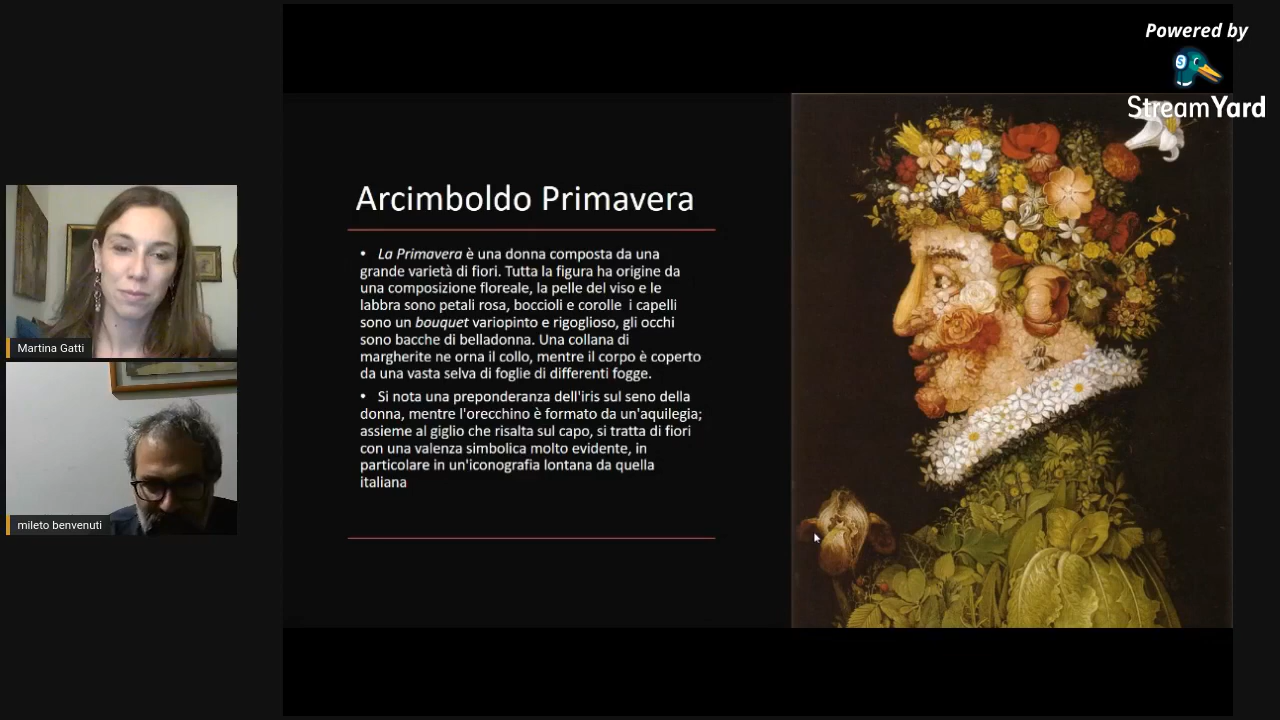 Powered by
StreamYard
Arcimboldo Primavera
• La Primavera è una donna composta da una
grande varietà di fiori. Tutta la figura ha origine da
una composizione floreale, la pelle del viso e le
labbra sono petali rosa, boccioli e corolle i capelli
sono un bouquet variopinto e rigoglioso, gli occhi
sono bacche di belladonna. Una collana di
margherite ne orna il collo, mentre il corpo è coperto
da una vasta selva di foglie di differenti fogge.
• Si nota una preponderanza dell'iris sul seno della
donna, mentre l'orecchino è formato da un'aquilegia;
assieme al giglio che risalta sul capo, si tratta di fiori
con una valenza simbolica molto evidente, in
particolare in un'iconografia lontana da quella
italiana
Martina Gatti
mileto benvenuti